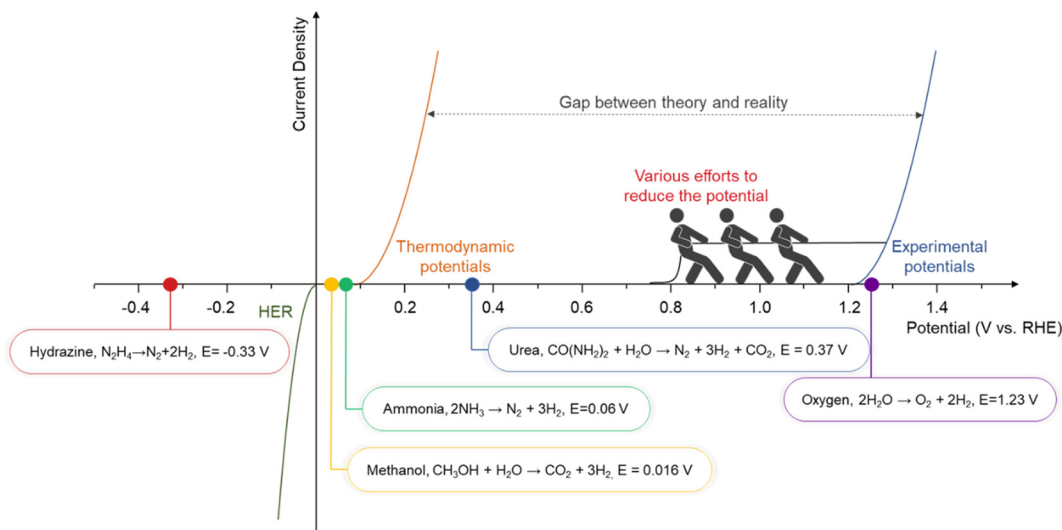 Current Density
Gap between theory and reality
Various efforts to
reduce the potential
Thermodynamic
potentials
Experimental
potentials
-0.4 -0.2 0.2 0.4 0.6 0.8 1.0 1.2 1.4
HER
Potential (V vs. RHE)
Hydrazine, N₂H₄→N₂+2H₂, E= -0.33 V
Urea, CO(NH₂)₂ + H₂O → N₂ + 3H₂ + CO₂, E = 0.37 V
Ammonia, 2NH₃ → N₂ + 3H₂, E=0.06 V
Oxygen, 2H₂O → O₂ + 2H₂, E=1.23 V
Methanol, CH₃OH + H₂O → CO₂ + 3H₂, E = 0.016 V